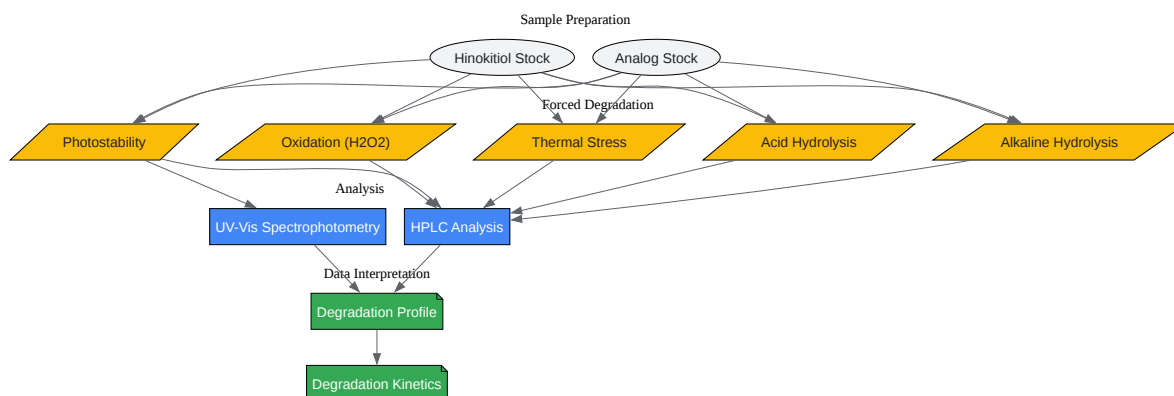 Sample Preparation
Hinokitiol Stock
Analog Stock
Forced Degradation
Photostability
Oxidation (H2O2)
Thermal Stress
Acid Hydrolysis
Alkaline Hydrolysis
Analysis
UV-Vis Spectrophotometry
HPLC Analysis
Data Interpretation
Degradation Profile
Degradation Kinetics